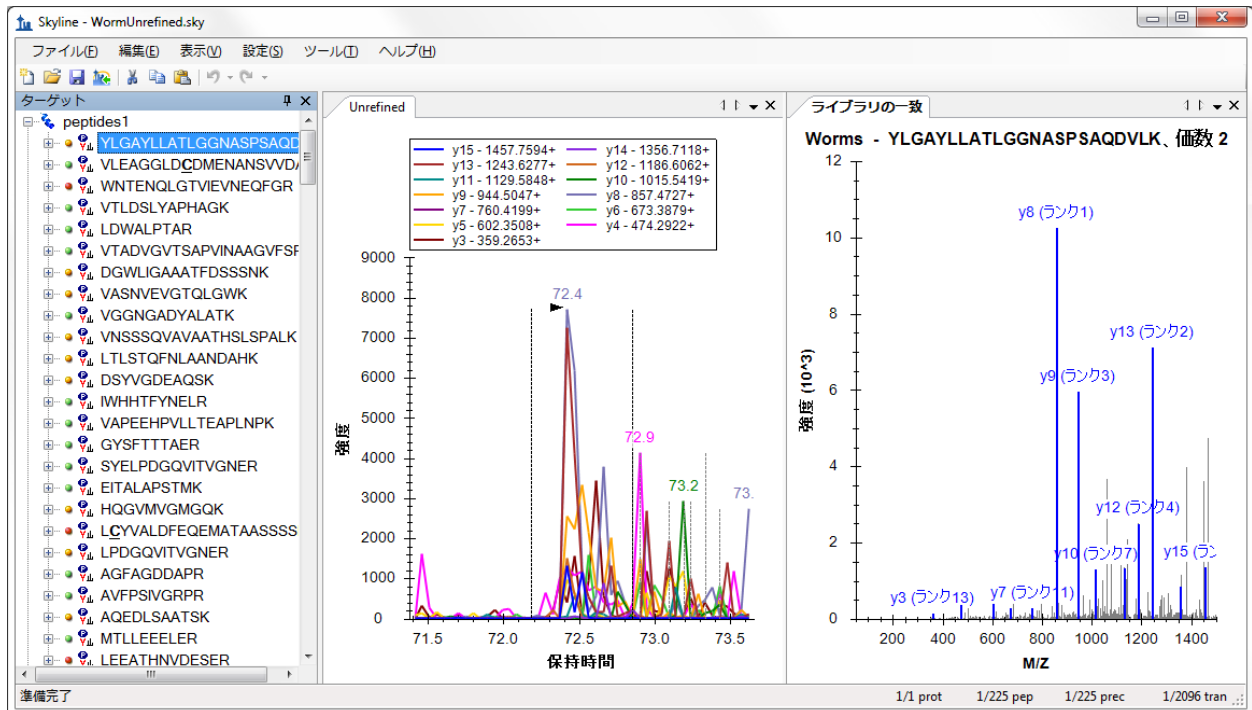 Skyline - WormUnrefined.sky
ファイル(F) 編集(E) 表示(V) 設定(S) ツール(T) ヘルプ(H)
ターゲット
peptides1
YLGAYLLATLGGNASPSAQD
VLEAGGLDCDMENANSVVDA
WNTENQLGTVIEVNEQFGR
VTLDSLYAPHAGK
LDWALPTAR
VTADVGVTSAPVINAAGVFSF
DGWLIGAAATFDSSSNK
VASNVEVGTQLGWK
VGGNGADYALATK
VNSSSQVAVAATHSLSPALK
LTLSTQFNLAANDAHK
DSYVGDEAQSK
IWHHTFYNELR
VAPEEHPVLLTEAPLNPK
GYSFTTTAER
SYELPDGQVITVGNER
EITALAPSTMK
HQGVMVGMGQK
LCYVALDFEQEMATAASSSS
LPDGQVITVGNER
AGFAGDDAPR
AVFPSIVGRPR
AQEDLSAATSK
MTLLEEELER
LEEATHNVDESER
Unrefined
y15 - 1457.7594+ y14 - 1356.7118+
y13 - 1243.6277+ y12 - 1186.6062+
y11 - 1129.5848+ y10 - 1015.5419+
y9 - 944.5047+ y8 - 857.4727+
y7 - 760.4199+ y6 - 673.3879+
y5 - 602.3508+ y4 - 474.2922+
y3 - 359.2653+
9000
8000
7000
6000
5000
4000
3000
2000
1000
0
強度
72.4
72.9
73.2
73.
71.5 72.0 72.5 73.0 73.5
保持時間
ライブラリの一致
Worms - YLGAYLLATLGGNASPSAQDVLK、価数 2
12
10
8
6
4
2
0
強度 (10^3)
y8 (ランク1)
y13 (ランク2)
y9 (ランク3)
y12 (ランク4)
y10 (ランク7) y15 (ラン
y3 (ランク13) y7 (ランク11)
200 400 600 800 1000 1200 1400
M/Z
準備完了 1/1 prot 1/225 pep 1/225 prec 1/2096 tran